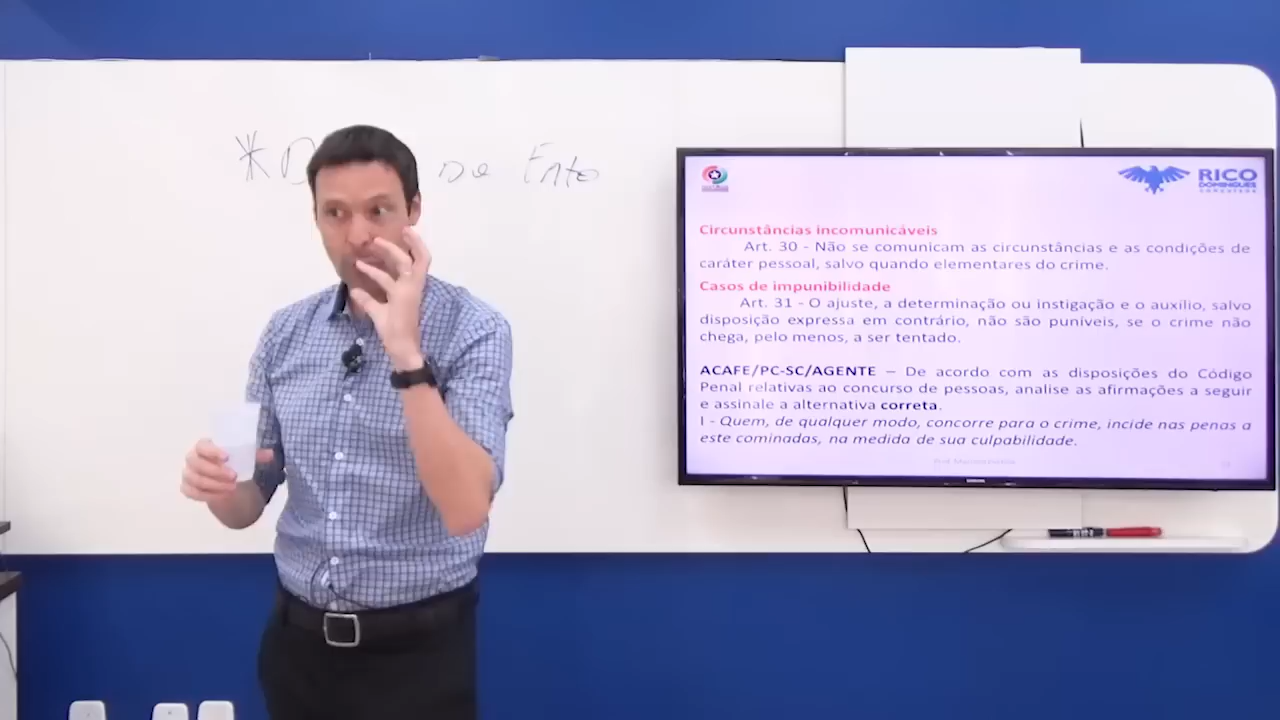 * D De Ento
RICO
DOMINGUES
CONCURSOS
Circunstâncias incomunicáveis
Art. 30 - Não se comunicam as circunstâncias e as condições de
caráter pessoal, salvo quando elementares do crime.
Casos de impunibilidade
Art. 31 - O ajuste, a determinação ou instigação e o auxílio, salvo
disposição expressa em contrário, não são puníveis, se o crime não
chega, pelo menos, a ser tentado.
ACAFE/PC-SC/AGENTE – De acordo com as disposições do Código
Penal relativas ao concurso de pessoas, analise as afirmações a seguir
e assinale a alternativa correta.
I - Quem, de qualquer modo, concorre para o crime, incide nas penas a
este cominadas, na medida de sua culpabilidade.